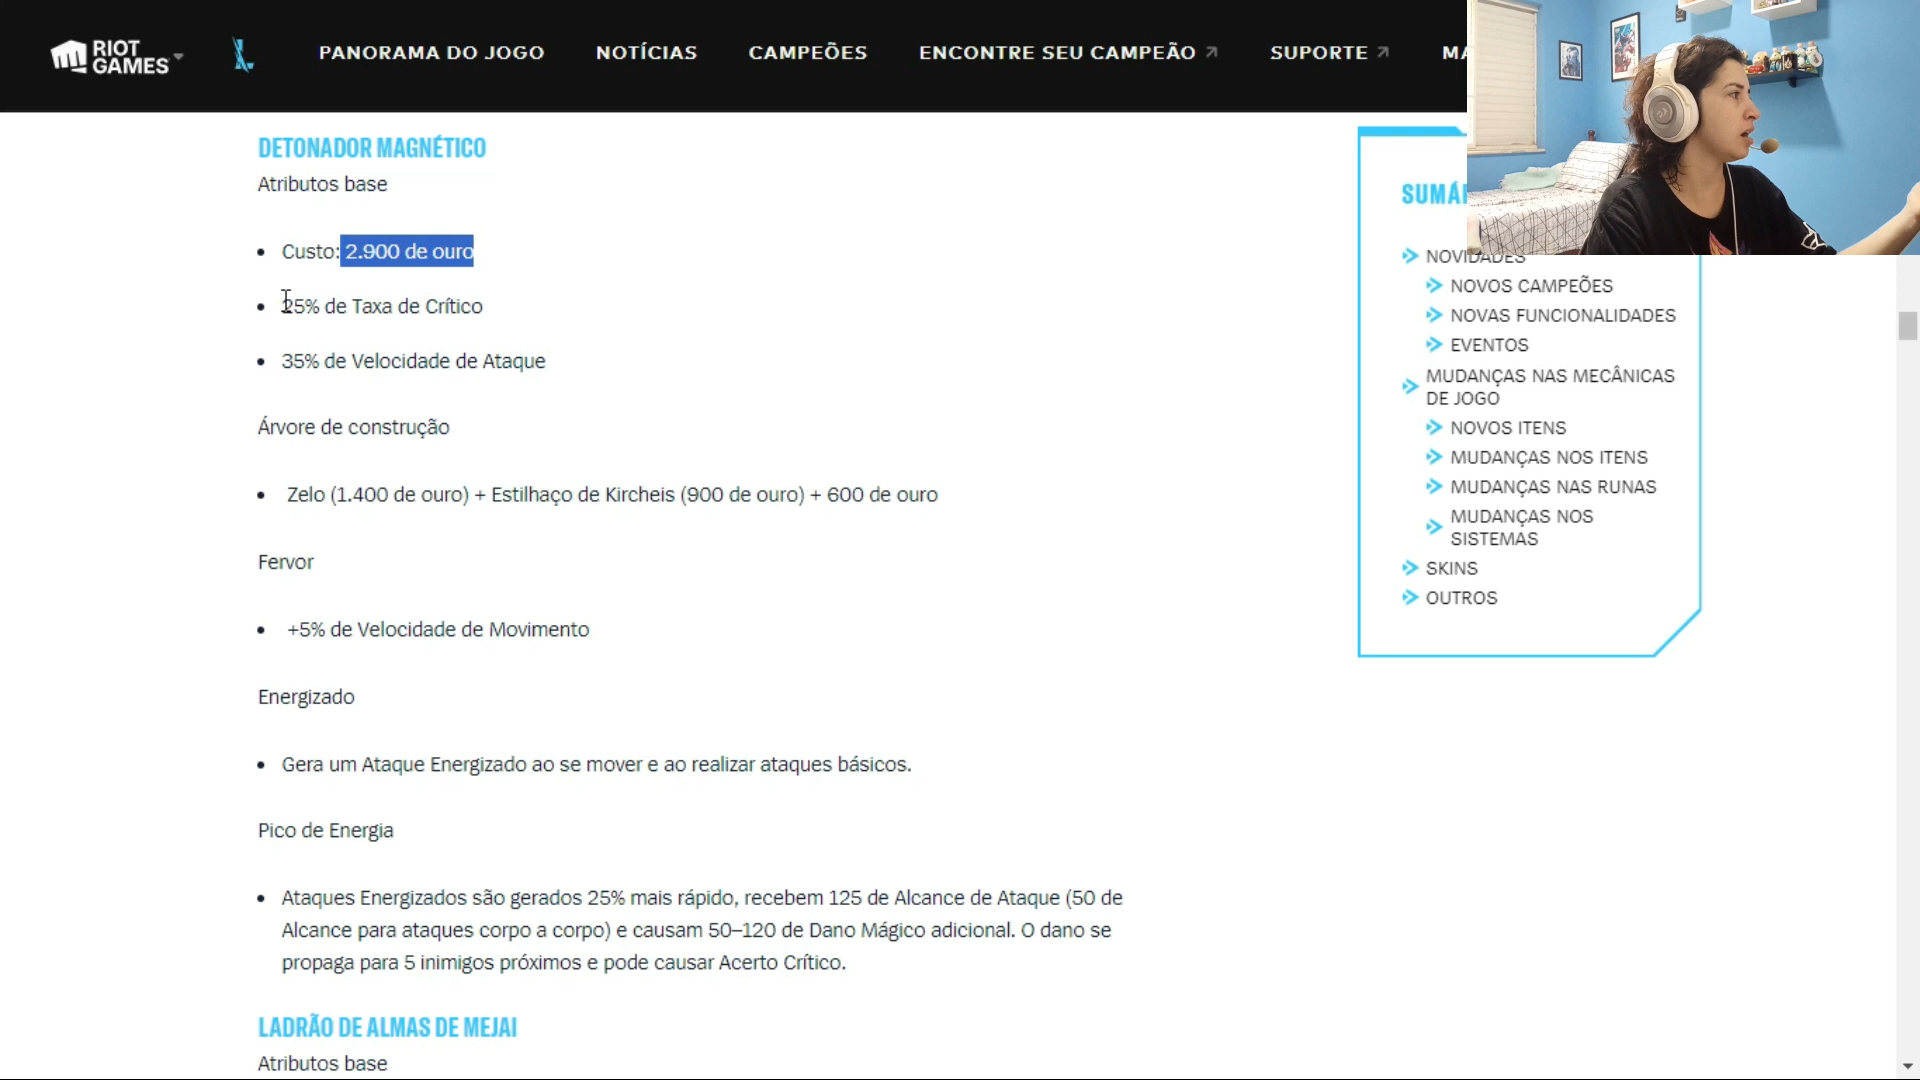 RIOT GAMES
PANORAMA DO JOGO
NOTÍCIAS
CAMPEÕES
ENCONTRE SEU CAMPEÃO
SUPORTE
DETONADOR MAGNÉTICO
Atributos base
Custo: 2.900 de ouro
25% de Taxa de Crítico
35% de Velocidade de Ataque
Árvore de construção
Zelo (1.400 de ouro) + Estilhaço de Kircheis (900 de ouro) + 600 de ouro
Fervor
+5% de Velocidade de Movimento
Energizado
Gera um Ataque Energizado ao se mover e ao realizar ataques básicos.
Pico de Energia
Ataques Energizados são gerados 25% mais rápido, recebem 125 de Alcance de Ataque (50 de
Alcance para ataques corpo a corpo) e causam 50–120 de Dano Mágico adicional. O dano se
propaga para 5 inimigos próximos e pode causar Acerto Crítico.
LADRÃO DE ALMAS DE MEJAI
Atributos base
NOVIDADES
NOVOS CAMPEÕES
NOVAS FUNCIONALIDADES
EVENTOS
MUDANÇAS NAS MECÂNICAS
DE JOGO
NOVOS ITENS
MUDANÇAS NOS ITENS
MUDANÇAS NAS RUNAS
MUDANÇAS NOS
SISTEMAS
SKINS
OUTROS